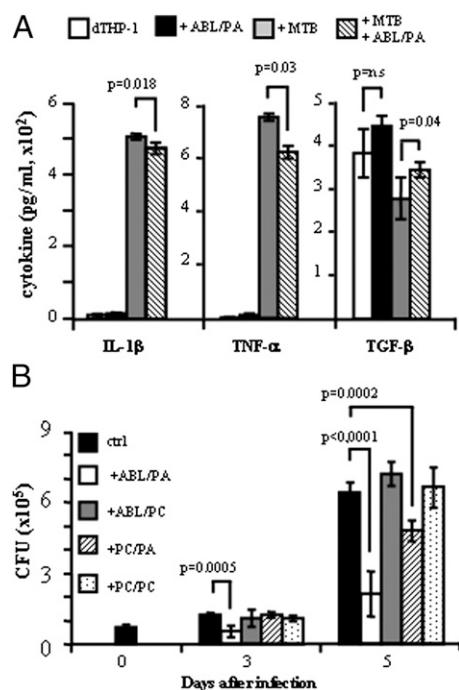 A
dTHP-1 +ABL/PA +MTB +MTB +ABL/PA
cytokine (pg/ml, x10²)
p=0.018
6
4
2
0
IL-1β
p=0.03
8
6
4
2
TNF-α
p=ns
p=0.04
5
4
3
2
1
TGF-β
B
CFU (x10⁵)
9
6
3
0
ctrl
+ABL/PA
+ABL/PC
+PC/PA
+PC/PC
p=0.0005
p=0.0002
p<0.0001
0 3 5
Days after infection